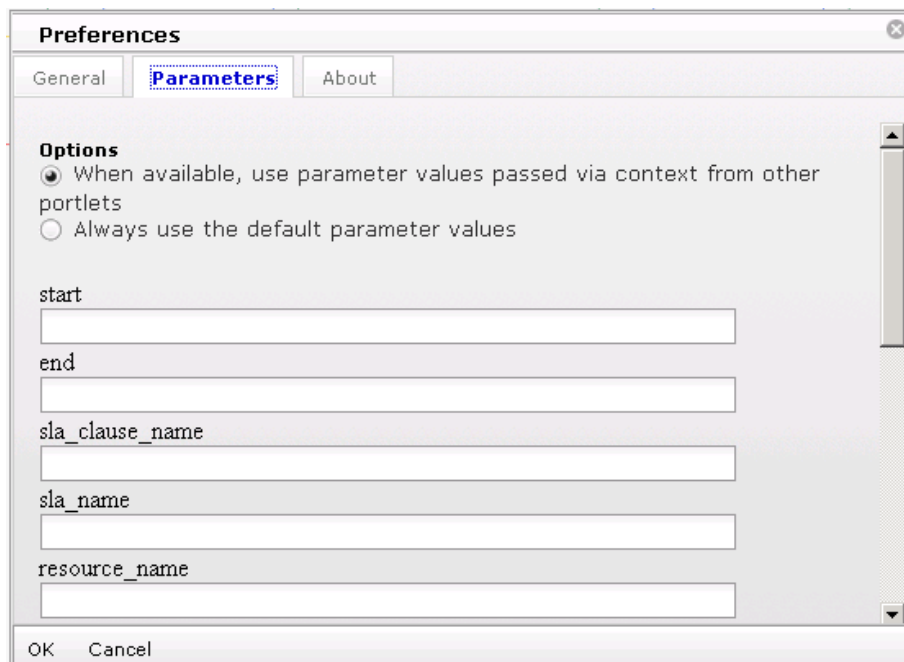 Preferences
General Parameters About
Options
When available, use parameter values passed via context from other
portlets
Always use the default parameter values
start
end
sla_clause_name
sla_name
resource_name
OK Cancel